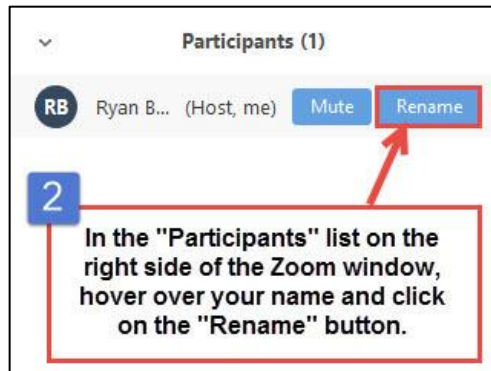 Participants (1)
RB Ryan B... (Host, me) Mute Rename
2
In the "Participants" list on the
right side of the Zoom window,
hover over your name and click
on the "Rename" button.